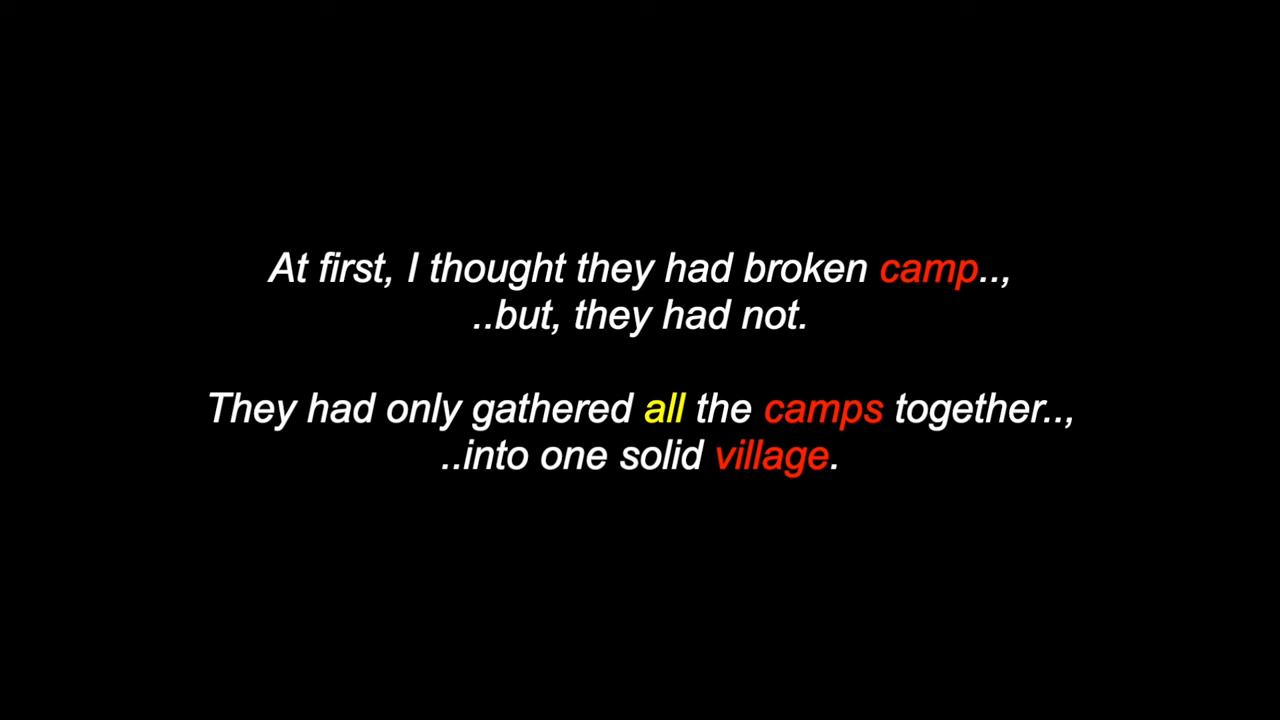 At first, I thought they had broken camp..,
..but, they had not.
They had only gathered all the camps together..,
..into one solid village.